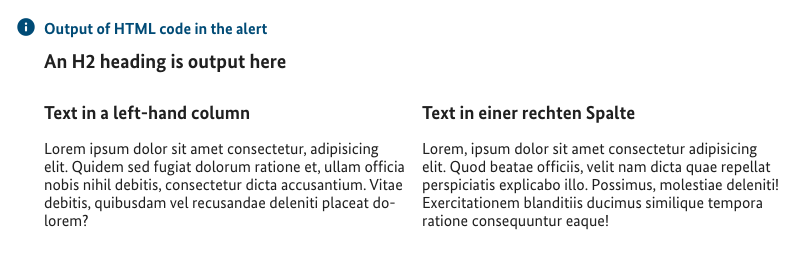 Output of HTML code in the alert
An H2 heading is output here
Text in a left-hand column
Lorem ipsum dolor sit amet consectetur, adipisicing
elit. Quidem sed fugiat dolorum ratione et, ullam officia
nobis nihil debitis, consectetur dicta accusantium. Vitae
debitis, quibusdam vel recusandae deleniti placeat do-
lorem?
Text in einer rechten Spalte
Lorem, ipsum dolor sit amet consectetur adipisicing
elit. Quod beatae officiis, velit nam dicta quae repellat
perspiciatis explicabo illo. Possimus, molestiae deleniti!
Exercitationem blanditiis ducimus similique tempora
ratione consequuntur eaque!